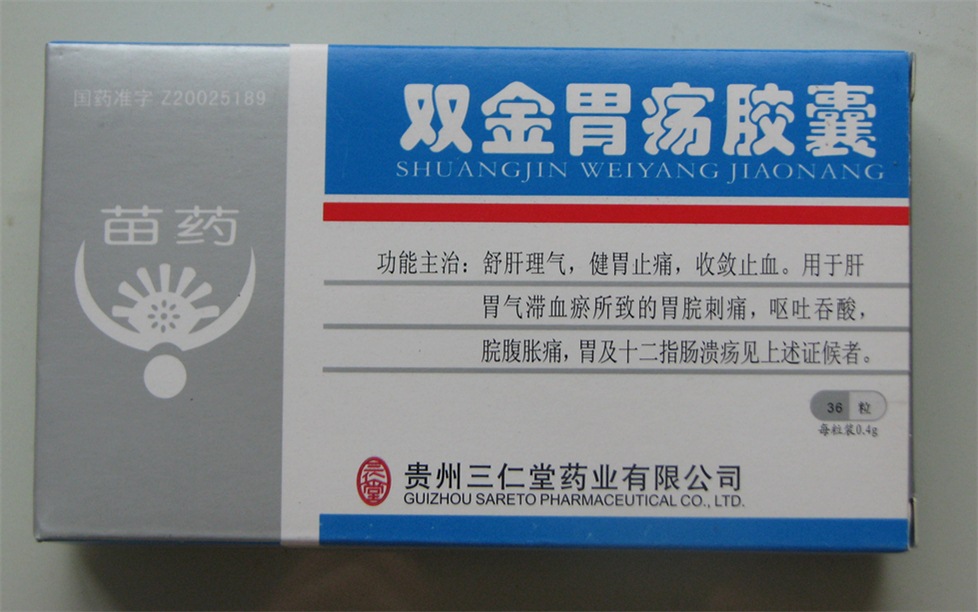 国药准字 Z20025189
苗药
双金胃疡胶囊
SHUANGJIN WEIYANG JIAONANG
功能主治：舒肝理气，健胃止痛，收敛止血。用于肝
胃气滞血瘀所致的胃脘刺痛，呕吐吞酸，
脘腹胀痛，胃及十二指肠溃疡见上述证候者。
36 粒
每粒装0.4g
三仁堂
贵州三仁堂药业有限公司
GUIZHOU SARETO PHARMACEUTICAL CO., LTD.